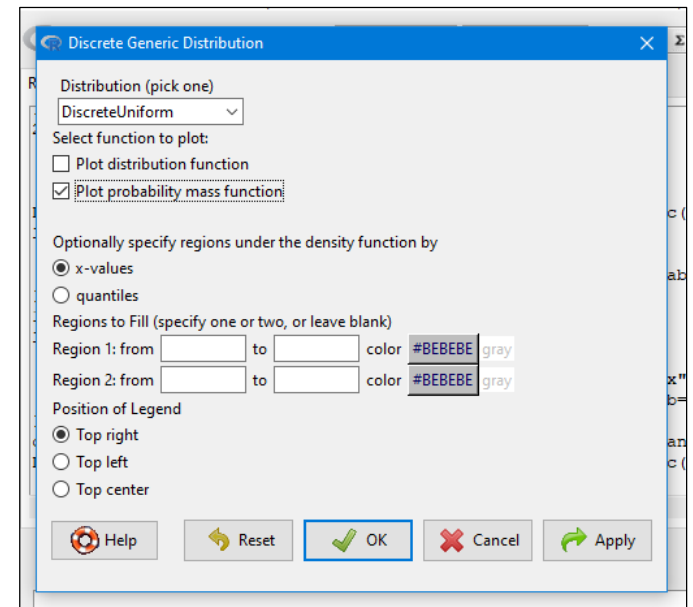 Discrete Generic Distribution
Σ
R
Distribution (pick one)
DiscreteUniform
Select function to plot:
Plot distribution function
Plot probability mass function
c(
Optionally specify regions under the density function by
x-values
ab
quantiles
Regions to Fill (specify one or two, or leave blank)
Region 1: from to color #BEBEBE gray
Region 2: from to color #BEBEBE gray
x"
b=
Position of Legend
Top right
an
Top left
c(
Top center
Help Reset OK Cancel Apply